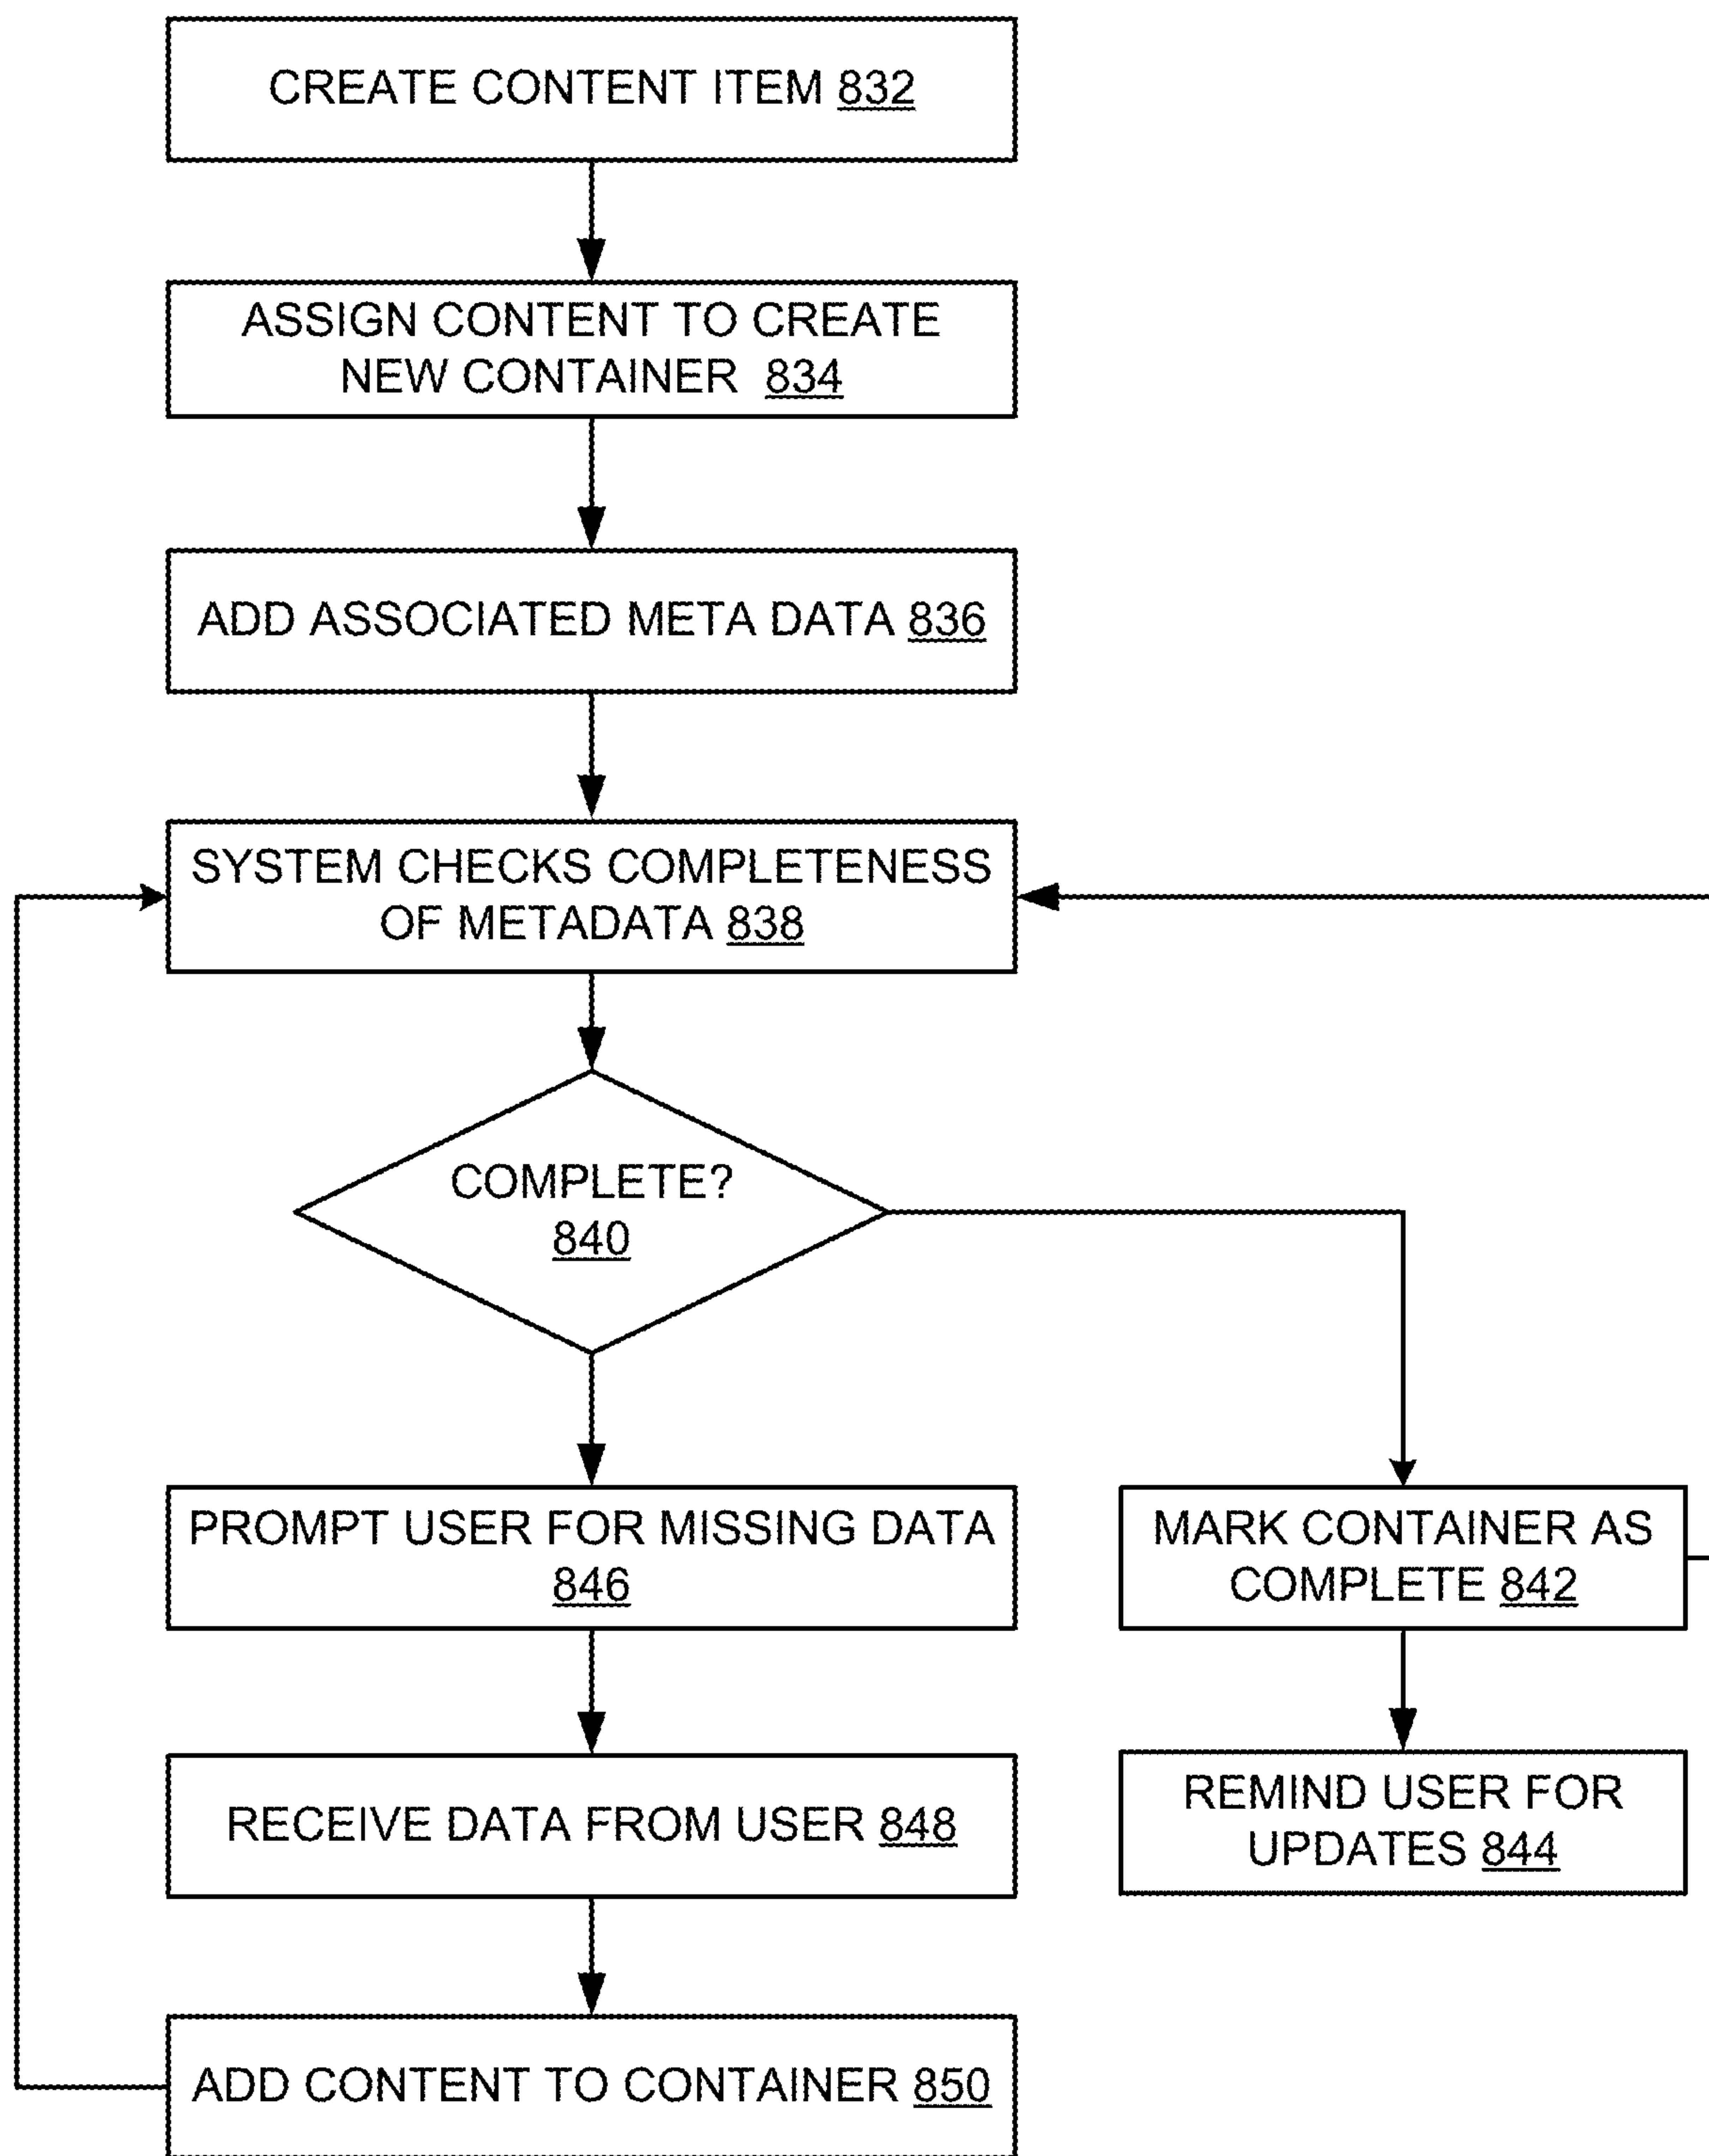 CREATE CONTENT ITEM 832
ASSIGN CONTENT TO CREATE
NEW CONTAINER 834
ADD ASSOCIATED META DATA 836
SYSTEM CHECKS COMPLETENESS
OF METADATA 838
COMPLETE?
840
PROMPT USER FOR MISSING DATA
846
MARK CONTAINER AS
COMPLETE 842
RECEIVE DATA FROM USER 848
REMIND USER FOR
UPDATES 844
ADD CONTENT TO CONTAINER 850